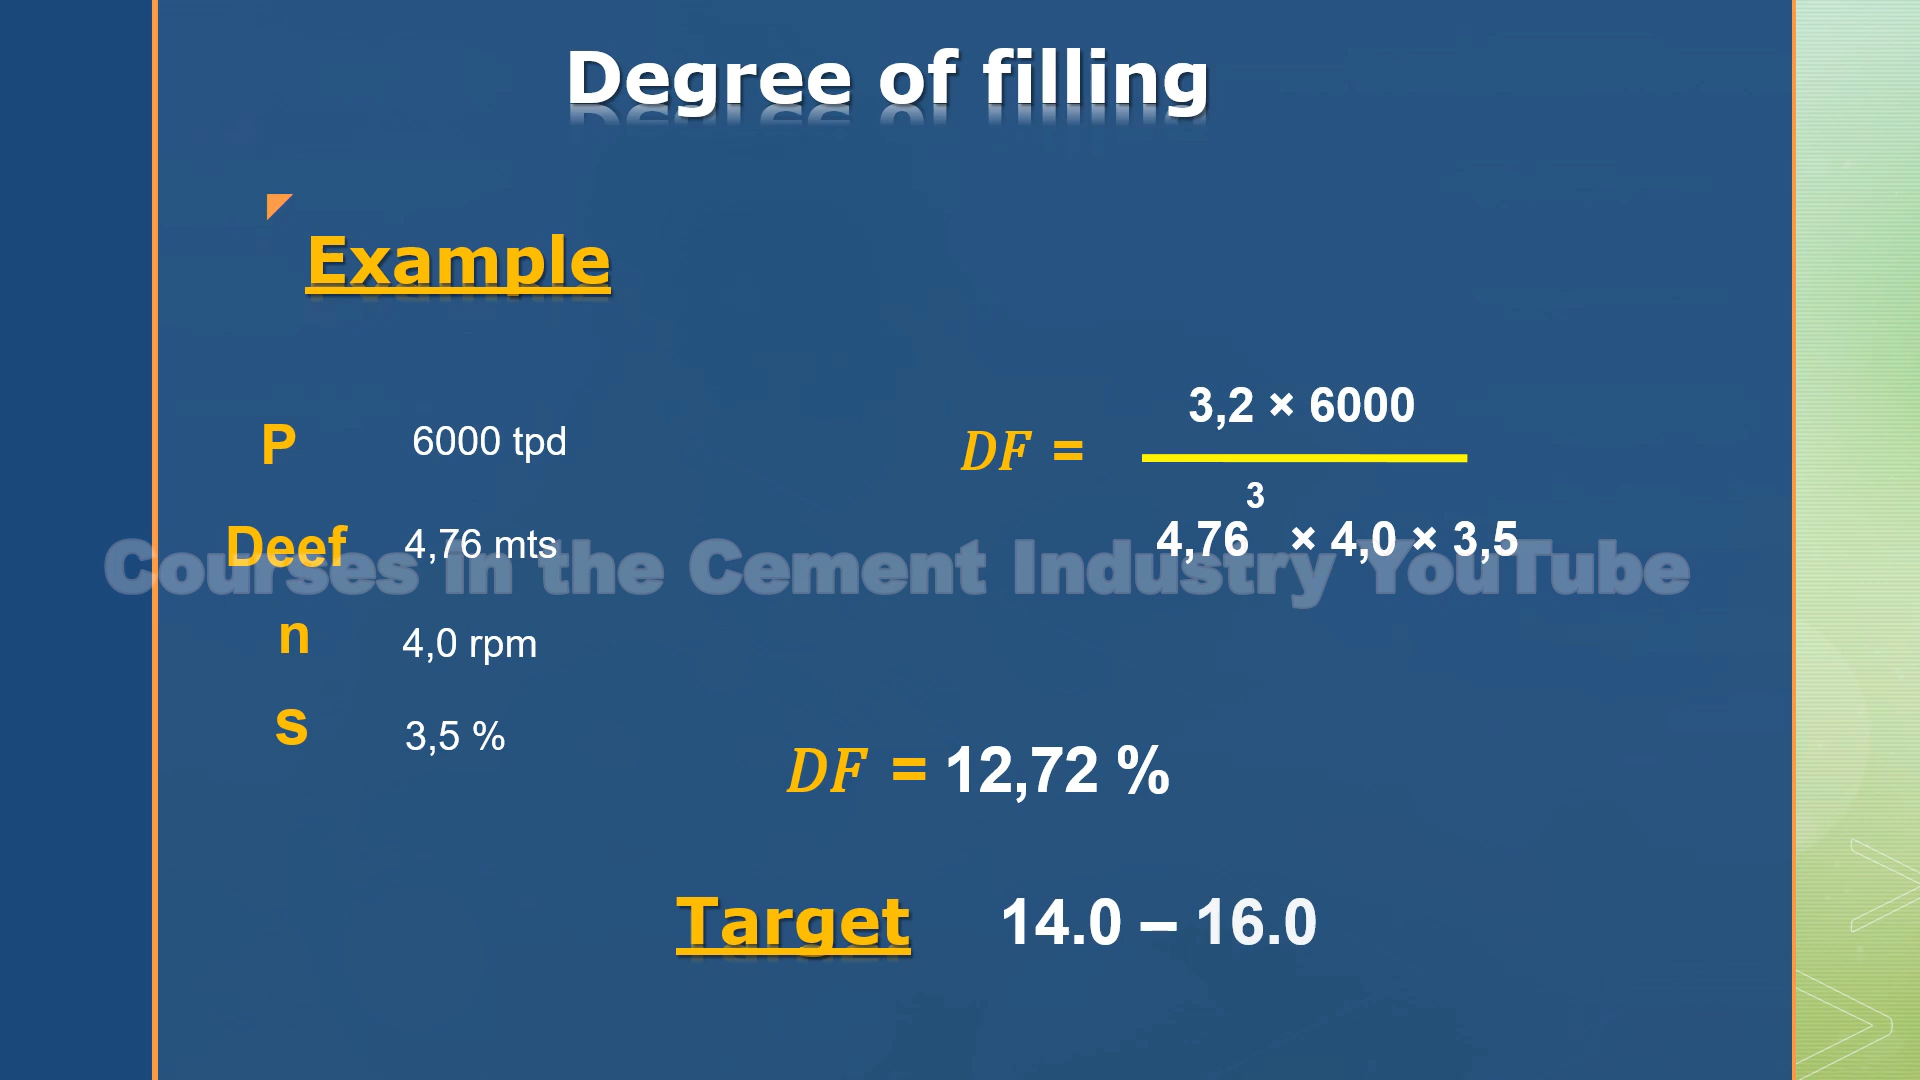 Degree of filling
Example
P 6000 tpd
Deef 4,76 mts
n 4,0 rpm
s 3,5 %
DF = 3,2 × 6000
3
4,76 × 4,0 × 3,5
DF = 12,72 %
Target 14.0 – 16.0
Courses in the Cement Industry YouTube